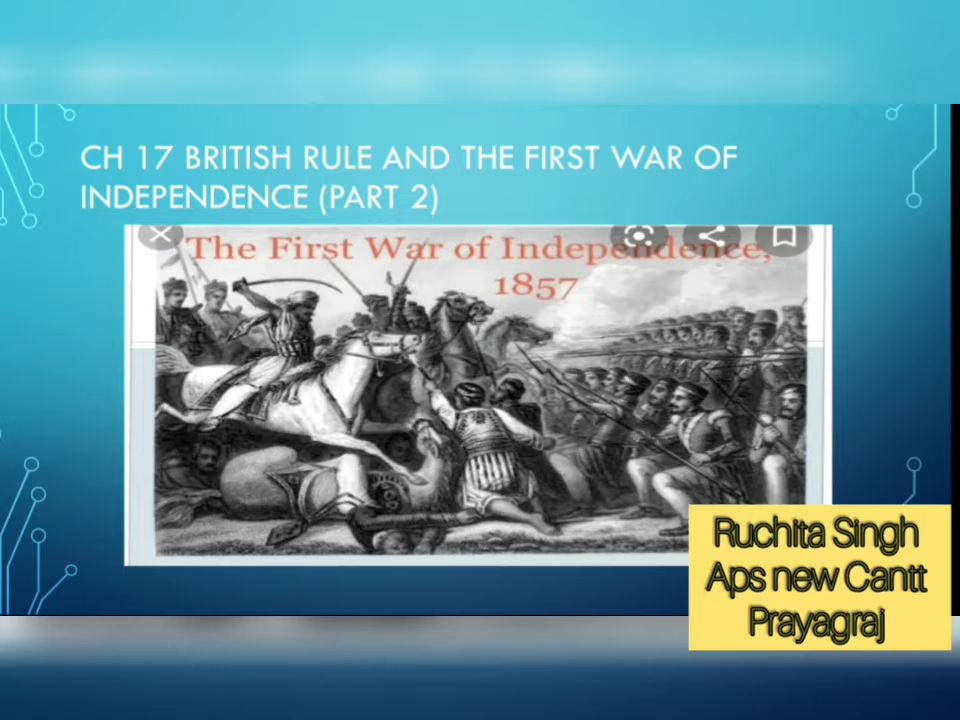 CH 17 BRITISH RULE AND THE FIRST WAR OF
INDEPENDENCE (PART 2)
The First War of Independence,
1857
Ruchita Singh
Aps new Cantt
Prayagraj